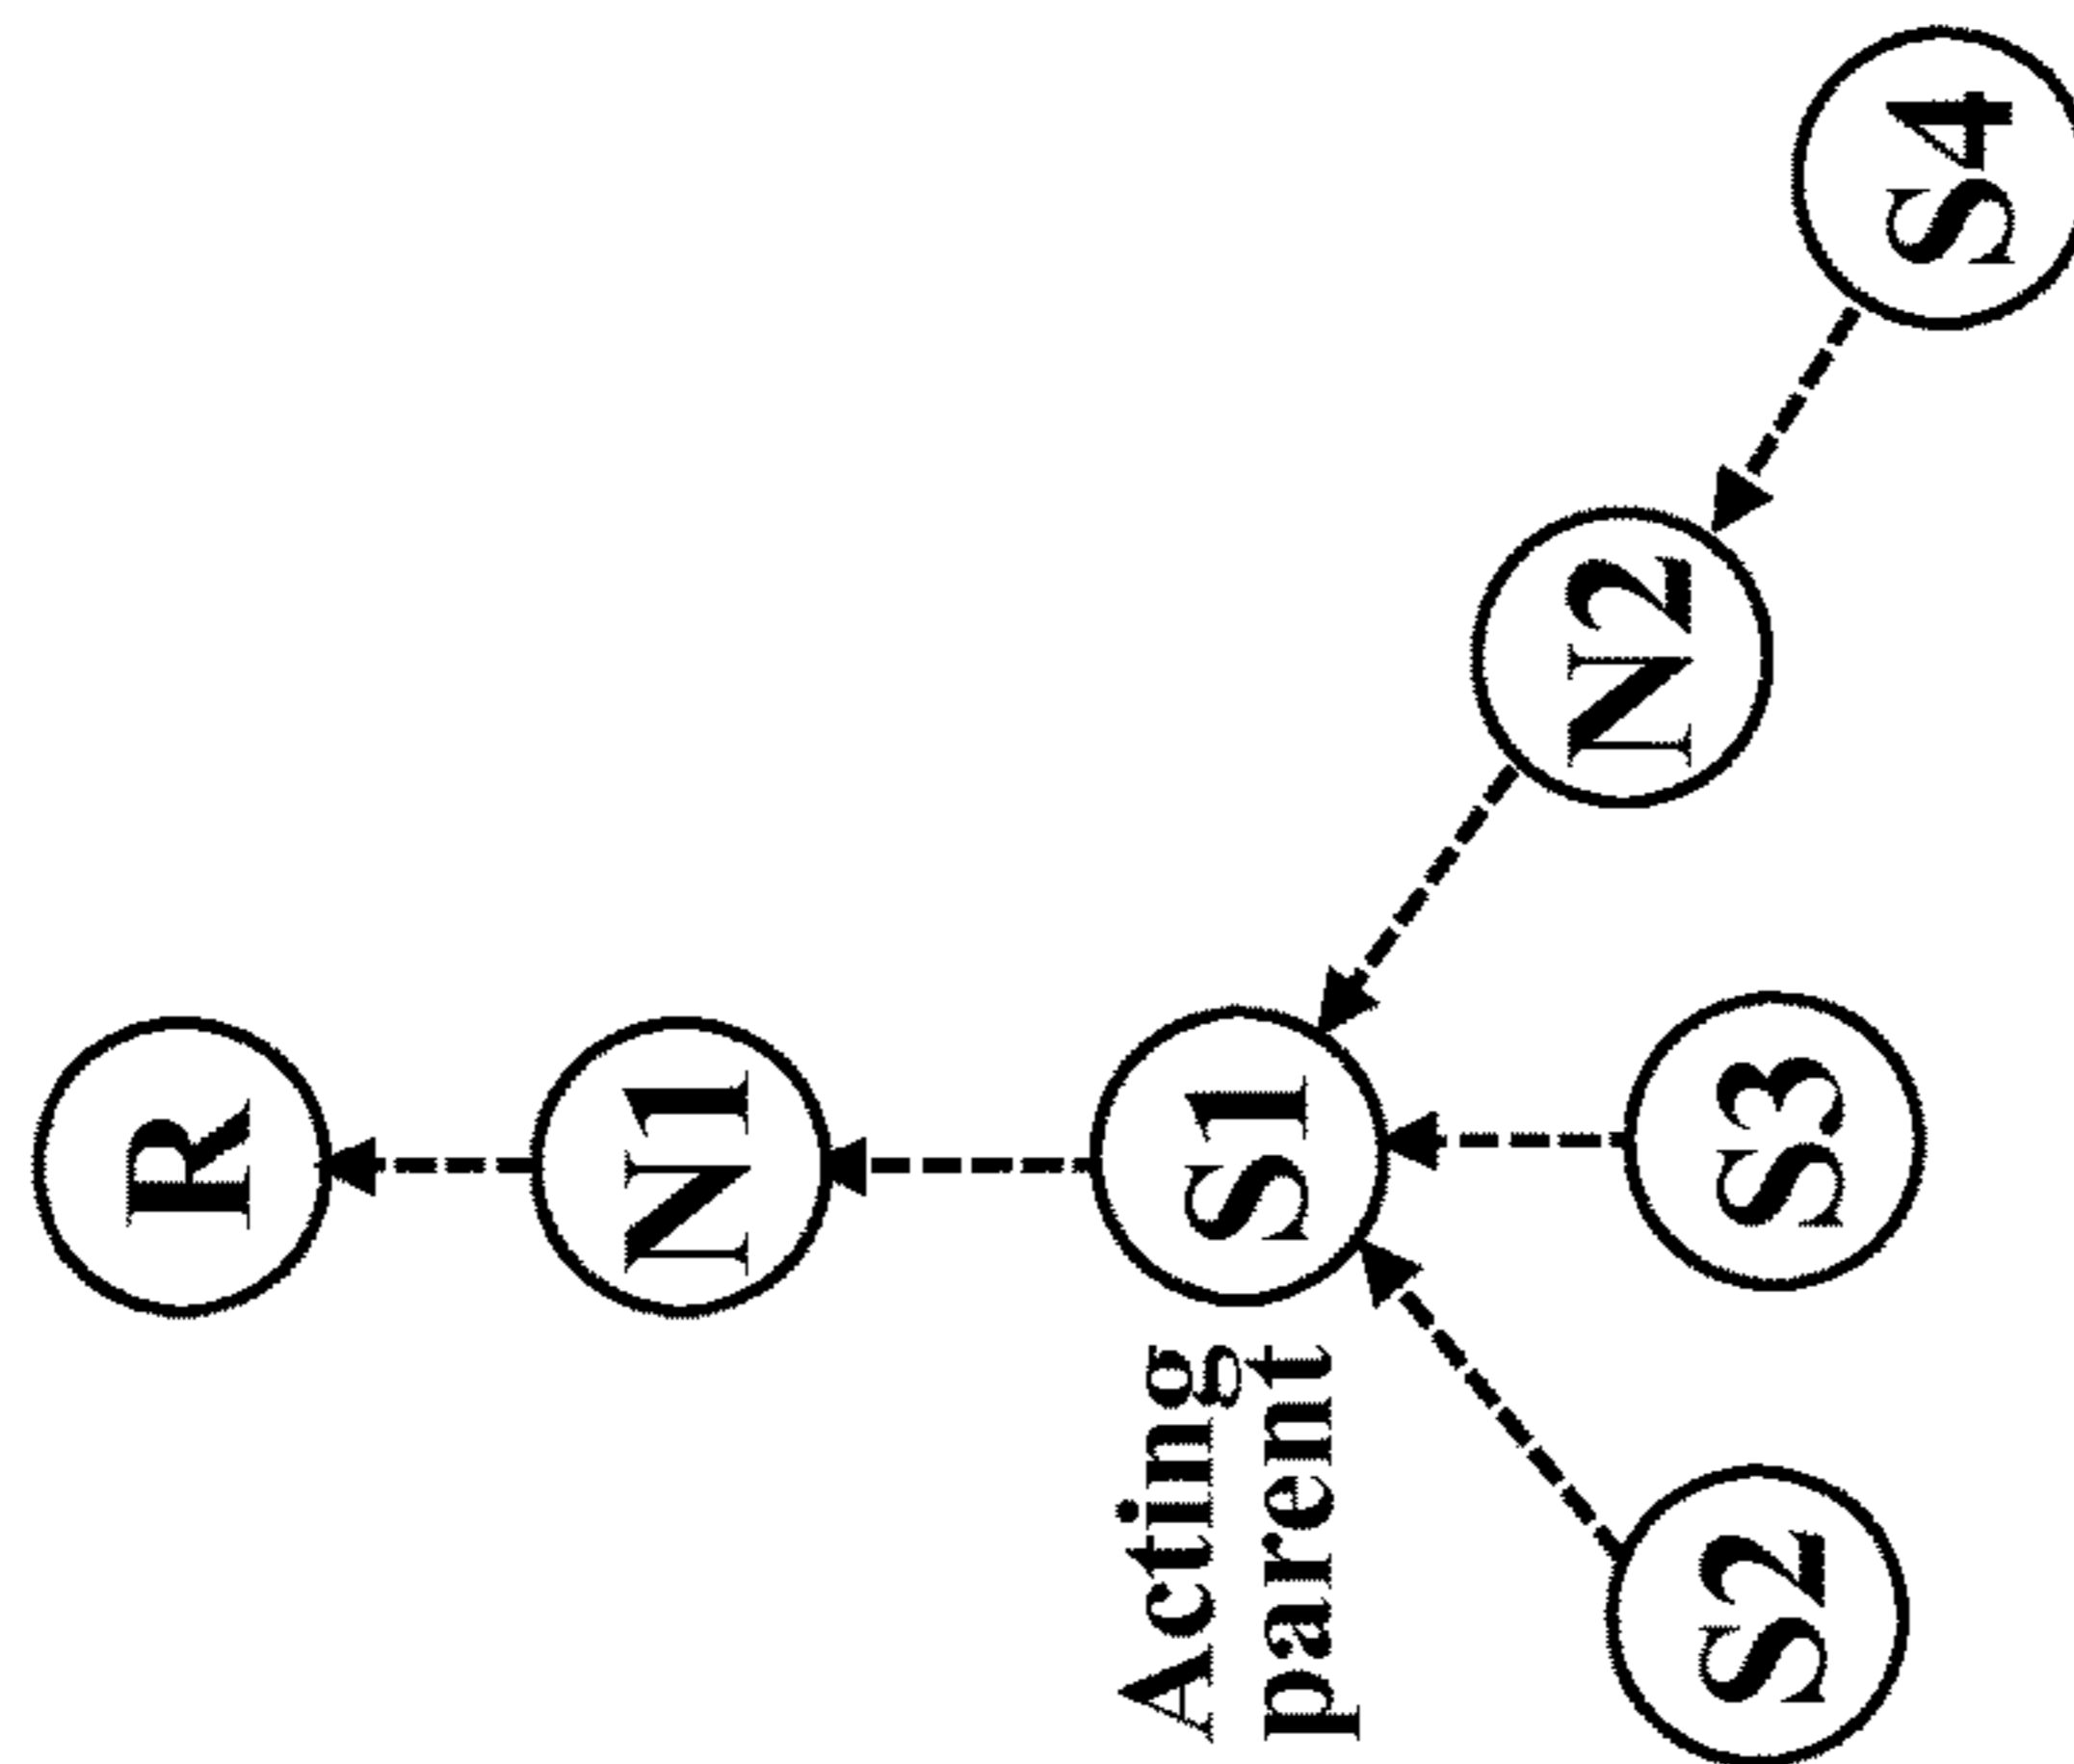 R
N1
Acting
parent
S1
N2
S2
S3
S4